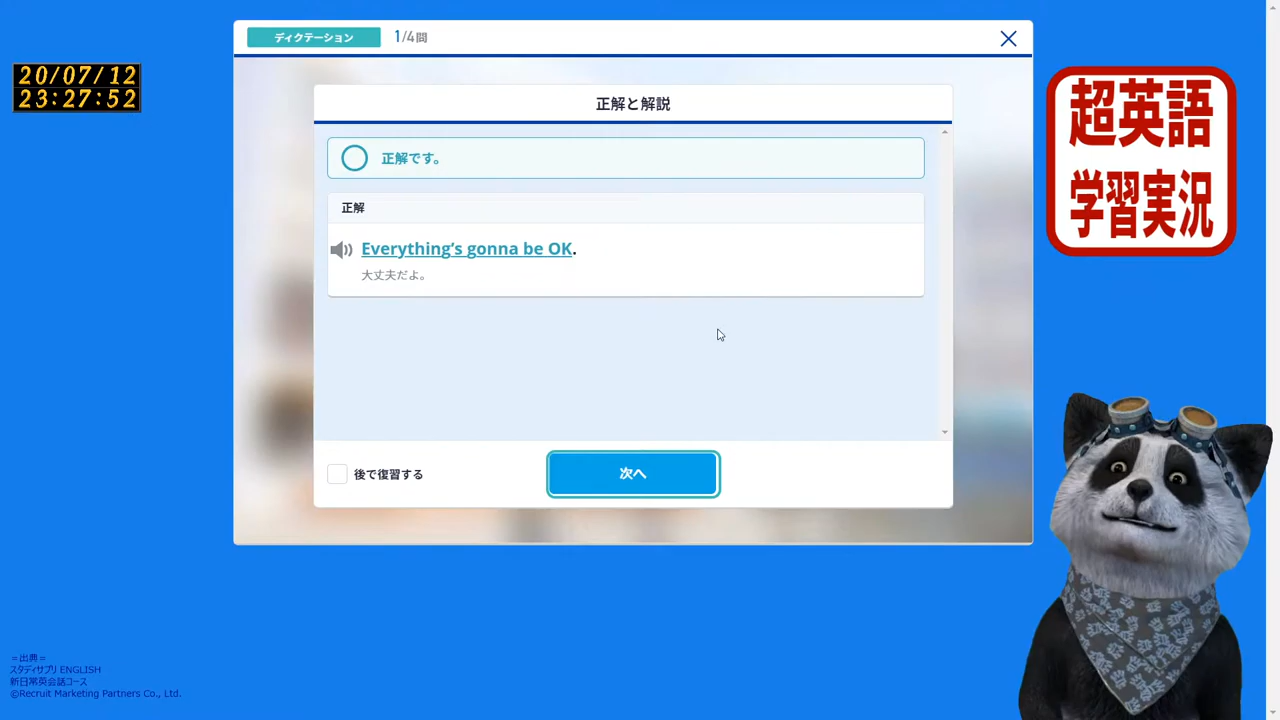 ディクテーション 1/4問
20/07/12
23:27:52
正解と解説
正解です。
正解
Everything’s gonna be OK.
大丈夫だよ。
後で復習する
次へ
超英語
学習実況
＝出典＝
スタディサプリ ENGLISH
新日常英会話コース
©Recruit Marketing Partners Co., Ltd.